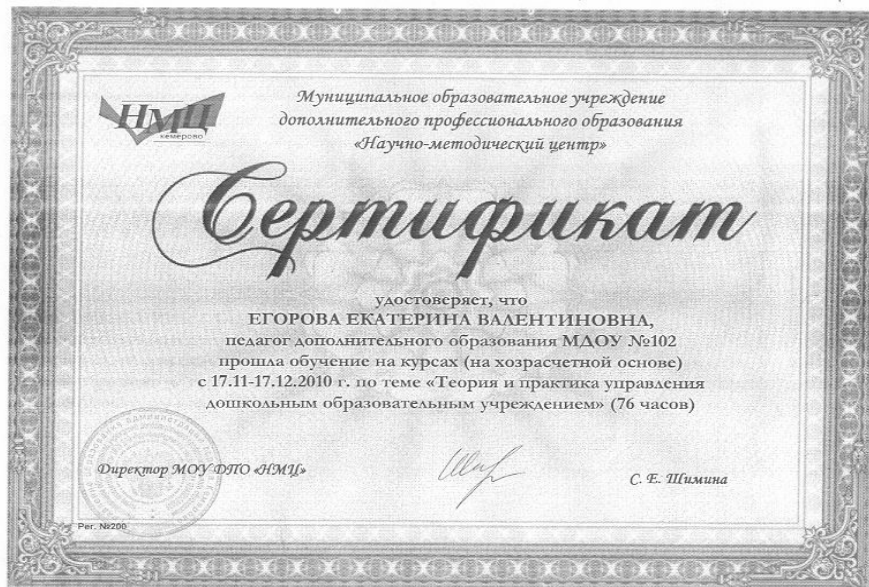 НМЦ
кемерово
Муниципальное образовательное учреждение
дополнительного профессионального образования
«Научно-методический центр»
Сертификат
удостоверяет, что
ЕГОРОВА ЕКАТЕРИНА ВАЛЕНТИНОВНА,
педагог дополнительного образования МДОУ №102
прошла обучение на курсах (на хозрасчетной основе)
с 17.11-17.12.2010 г. по теме «Теория и практика управления
дошкольным образовательным учреждением» (76 часов)
Директор МОУ ДПО «НМЦ»
С. Е. Шимина
Рег. №200